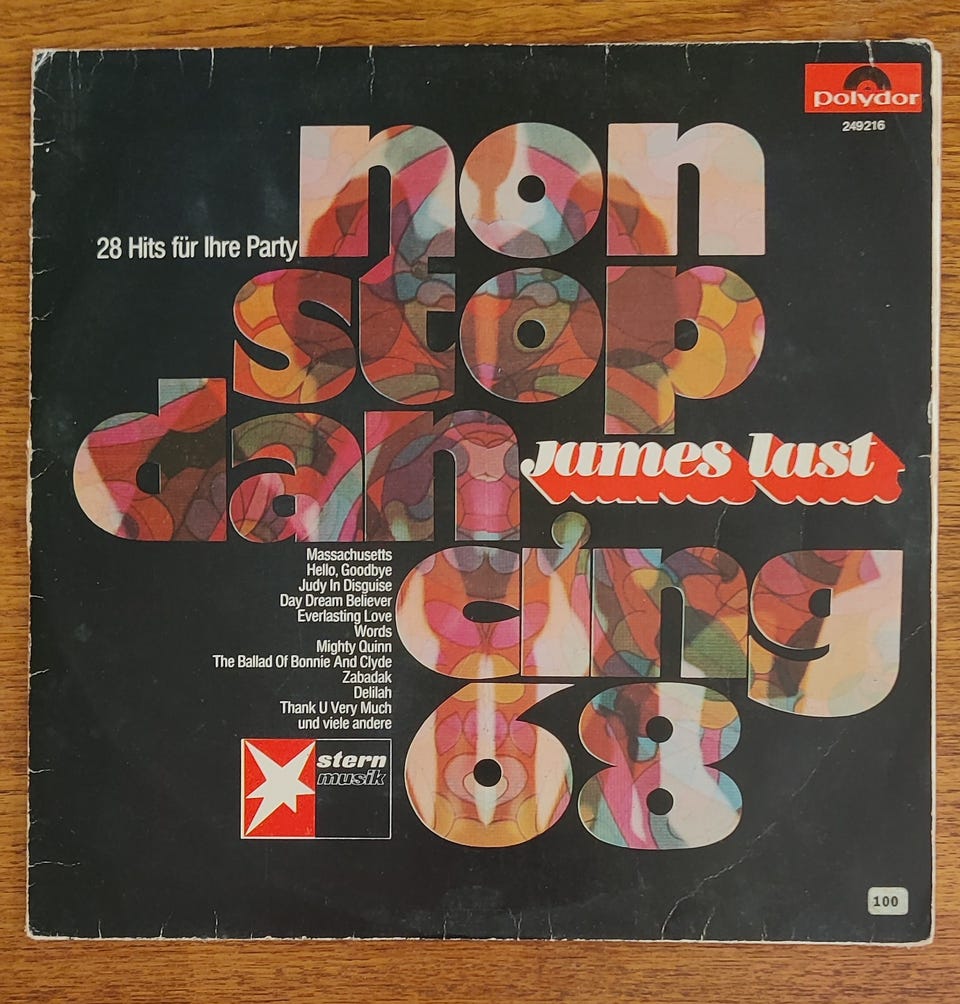 Polydor
249216
non
28 Hits für Ihre Party
stop
dan
James Last
cing
Massachusetts
Hello, Goodbye
Judy In Disguise
Day Dream Believer
Everlasting Love
Words
Mighty Quinn
The Ballad Of Bonnie And Clyde
Zabadak
Delilah
Thank U Very Much
und viele andere
68
stern
musik
100